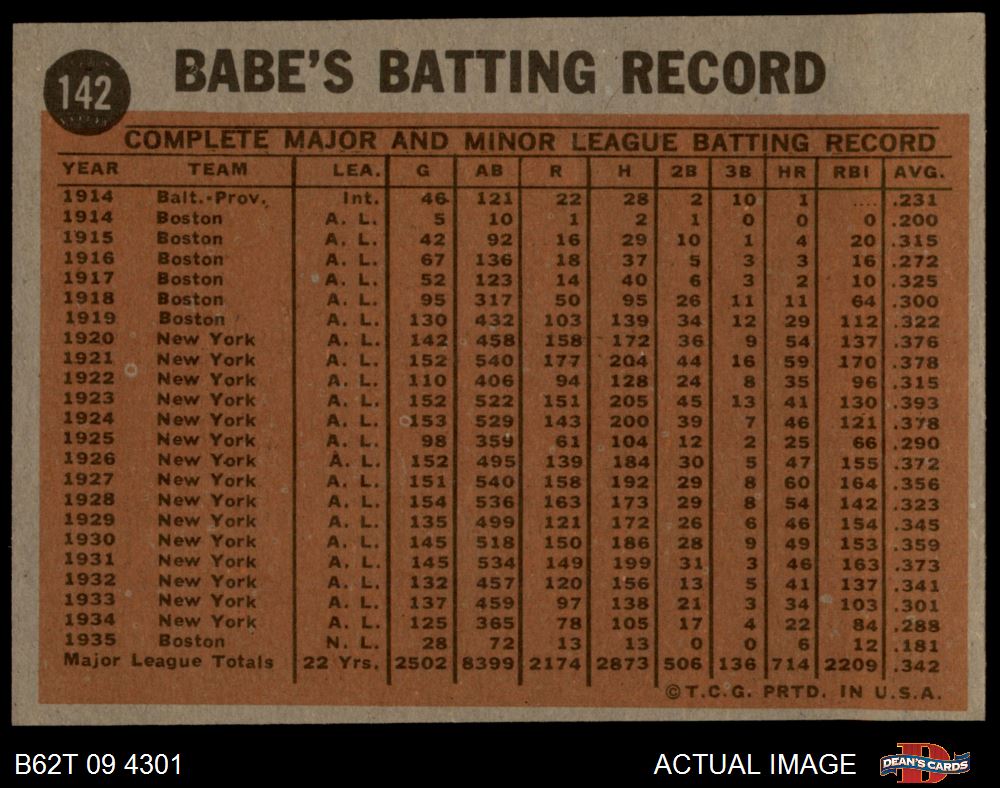 142
BABE'S BATTING RECORD
COMPLETE MAJOR AND MINOR LEAGUE BATTING RECORD
YEAR TEAM LEA. G AB R H 2B 3B HR RBI AVG.
1914 Balt.-Prov. Int. 46 121 22 28 2 10 1 .... .231
1914 Boston A. L. 5 10 1 2 1 0 0 0 .200
1915 Boston A. L. 42 92 16 29 10 1 4 20 .315
1916 Boston A. L. 67 136 18 37 5 3 3 16 .272
1917 Boston A. L. 52 123 14 40 6 3 2 10 .325
1918 Boston A. L. 95 317 50 95 26 11 11 64 .300
1919 Boston A. L. 130 432 103 139 34 12 29 112 .322
1920 New York A. L. 142 458 158 172 36 9 54 137 .376
1921 New York A. L. 152 540 177 204 44 16 59 170 .378
1922 New York A. L. 110 406 94 128 24 8 35 96 .315
1923 New York A. L. 152 522 151 205 45 13 41 130 .393
1924 New York A. L. 153 529 143 200 39 7 46 121 .378
1925 New York A. L. 98 359 61 104 12 2 25 66 .290
1926 New York A. L. 152 495 139 184 30 5 47 155 .372
1927 New York A. L. 151 540 158 192 29 8 60 164 .356
1928 New York A. L. 154 536 163 173 29 8 54 142 .323
1929 New York A. L. 135 499 121 172 26 6 46 154 .345
1930 New York A. L. 145 518 150 186 28 9 49 153 .359
1931 New York A. L. 145 534 149 199 31 3 46 163 .373
1932 New York A. L. 132 457 120 156 13 5 41 137 .341
1933 New York A. L. 137 459 97 138 21 3 34 103 .301
1934 New York A. L. 125 365 78 105 17 4 22 84 .288
1935 Boston N. L. 28 72 13 13 0 0 6 12 .181
Major League Totals 22 Yrs. 2502 8399 2174 2873 506 136 714 2209 .342
©T.C.G. PRTD. IN U.S.A.
B62T 09 4301 ACTUAL IMAGE DEAN'S CARDS